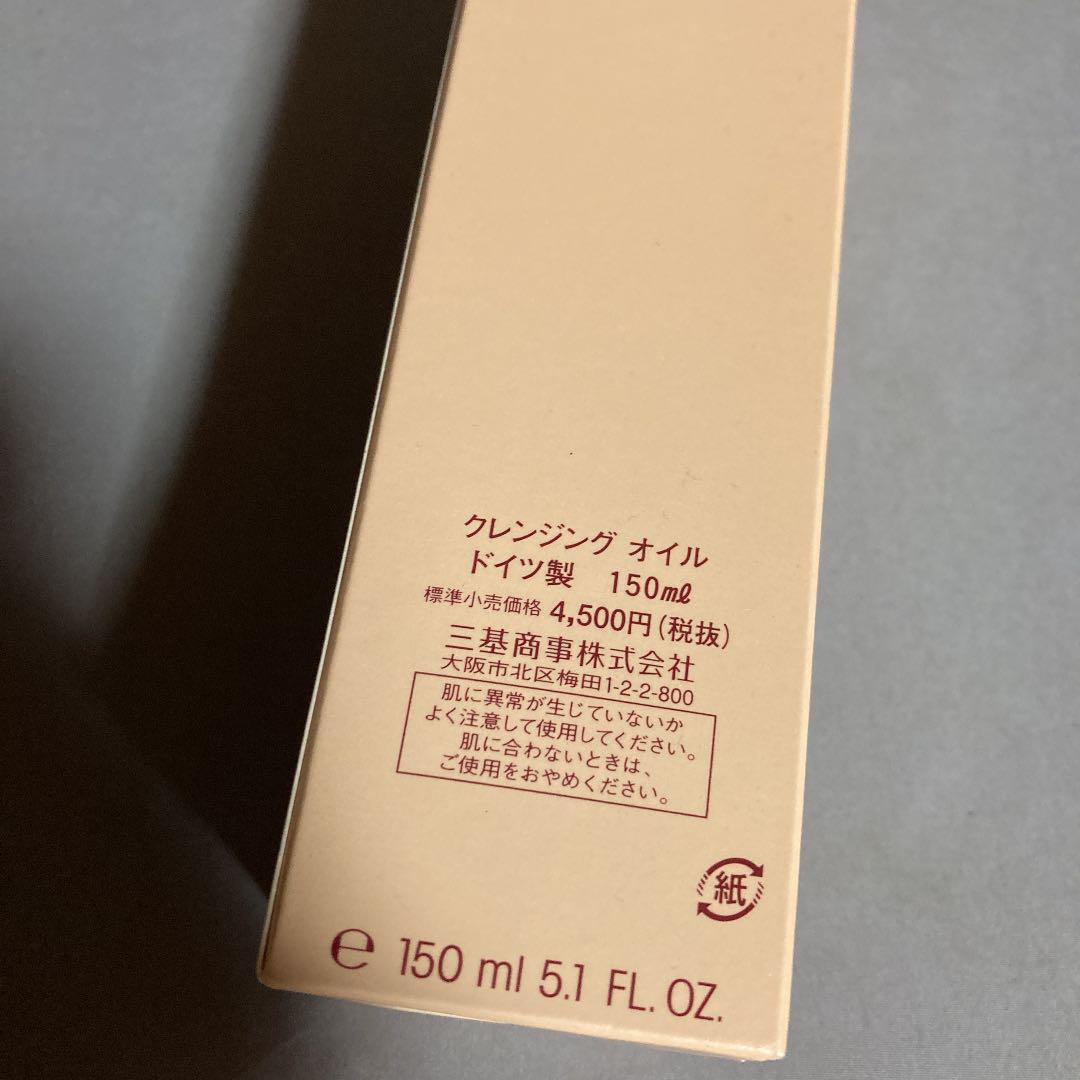 クレンジング オイル
ドイツ製 150㎖
標準小売価格 4,500円(税抜)
三基商事株式会社
大阪市北区梅田1-2-2-800
肌に異常が生じていないか
よく注意して使用してください。
肌に合わないときは、
ご使用をおやめください。
紙
℮ 150 ml 5.1 FL. OZ.